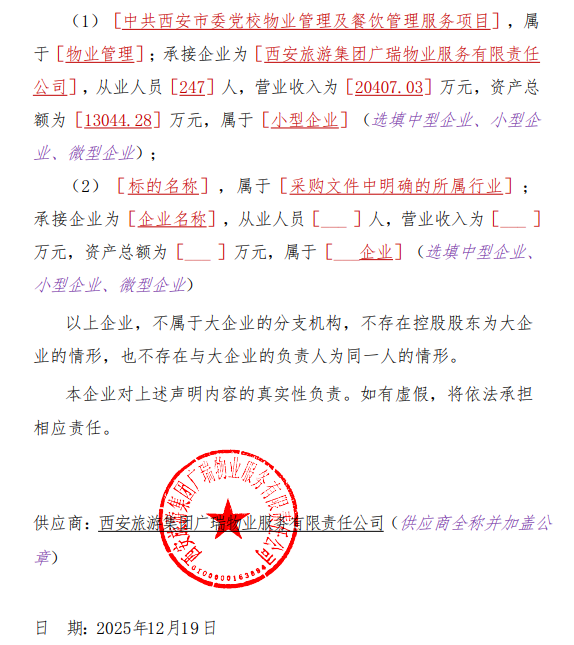 （1）［中共西安市委党校物业管理及餐饮管理服务项目］，属
于［物业管理］；承接企业为［西安旅游集团广瑞物业服务有限责任
公司］，从业人员［247］人，营业收入为［20407.03］万元，资产总
额为［13044.28］万元，属于［小型企业］（选填中型企业、小型企
业、微型企业）；
（2）［标的名称］，属于［采购文件中明确的所属行业］；
承接企业为［企业名称］，从业人员［___ ］人，营业收入为［___ ］
万元，资产总额为［___ ］万元，属于［___企业］（选填中型企业、
小型企业、微型企业）
以上企业，不属于大企业的分支机构，不存在控股股东为大企
业的情形，也不存在与大企业的负责人为同一人的情形。
本企业对上述声明内容的真实性负责。如有虚假，将依法承担
相应责任。
西安旅游集团广瑞物业服务有限责任公司
供应商：西安旅游集团广瑞物业服务有限责任公司（供应商全称并加盖公
章）
日　期：2025年12月19日